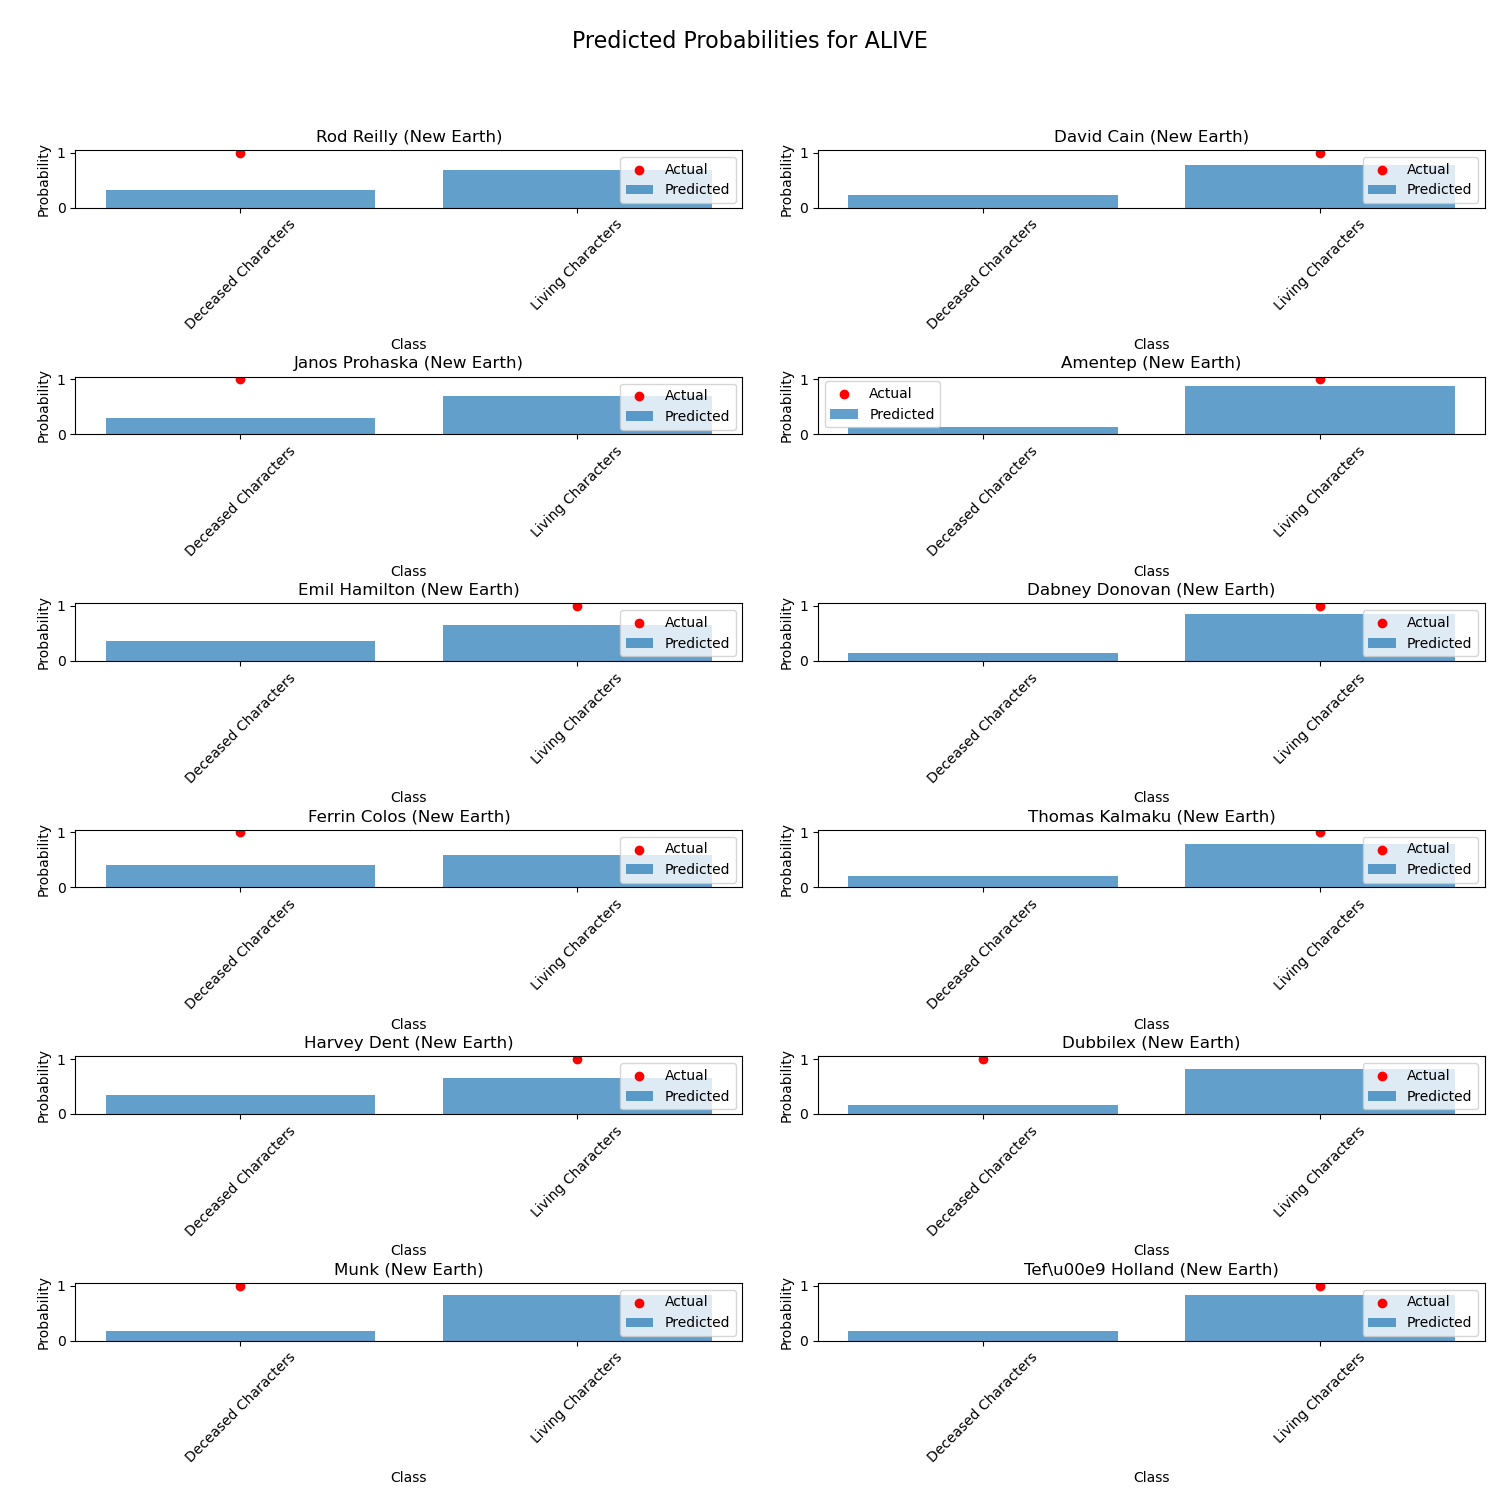 Predicted Probabilities for ALIVE
Rod Reilly (New Earth)
Probability
1
0
Actual
Predicted
Deceased Characters
Living Characters
Class
David Cain (New Earth)
Probability
1
0
Actual
Predicted
Deceased Characters
Living Characters
Class
Janos Prohaska (New Earth)
Probability
1
0
Actual
Predicted
Deceased Characters
Living Characters
Class
Amentep (New Earth)
Probability
1
0
Actual
Predicted
Deceased Characters
Living Characters
Class
Emil Hamilton (New Earth)
Probability
1
0
Actual
Predicted
Deceased Characters
Living Characters
Class
Dabney Donovan (New Earth)
Probability
1
0
Actual
Predicted
Deceased Characters
Living Characters
Class
Ferrin Colos (New Earth)
Probability
1
0
Actual
Predicted
Deceased Characters
Living Characters
Class
Thomas Kalmaku (New Earth)
Probability
1
0
Actual
Predicted
Deceased Characters
Living Characters
Class
Harvey Dent (New Earth)
Probability
1
0
Actual
Predicted
Deceased Characters
Living Characters
Class
Dubbilex (New Earth)
Probability
1
0
Actual
Predicted
Deceased Characters
Living Characters
Class
Munk (New Earth)
Probability
1
0
Actual
Predicted
Deceased Characters
Living Characters
Class
Tef\u00e9 Holland (New Earth)
Probability
1
0
Actual
Predicted
Deceased Characters
Living Characters
Class